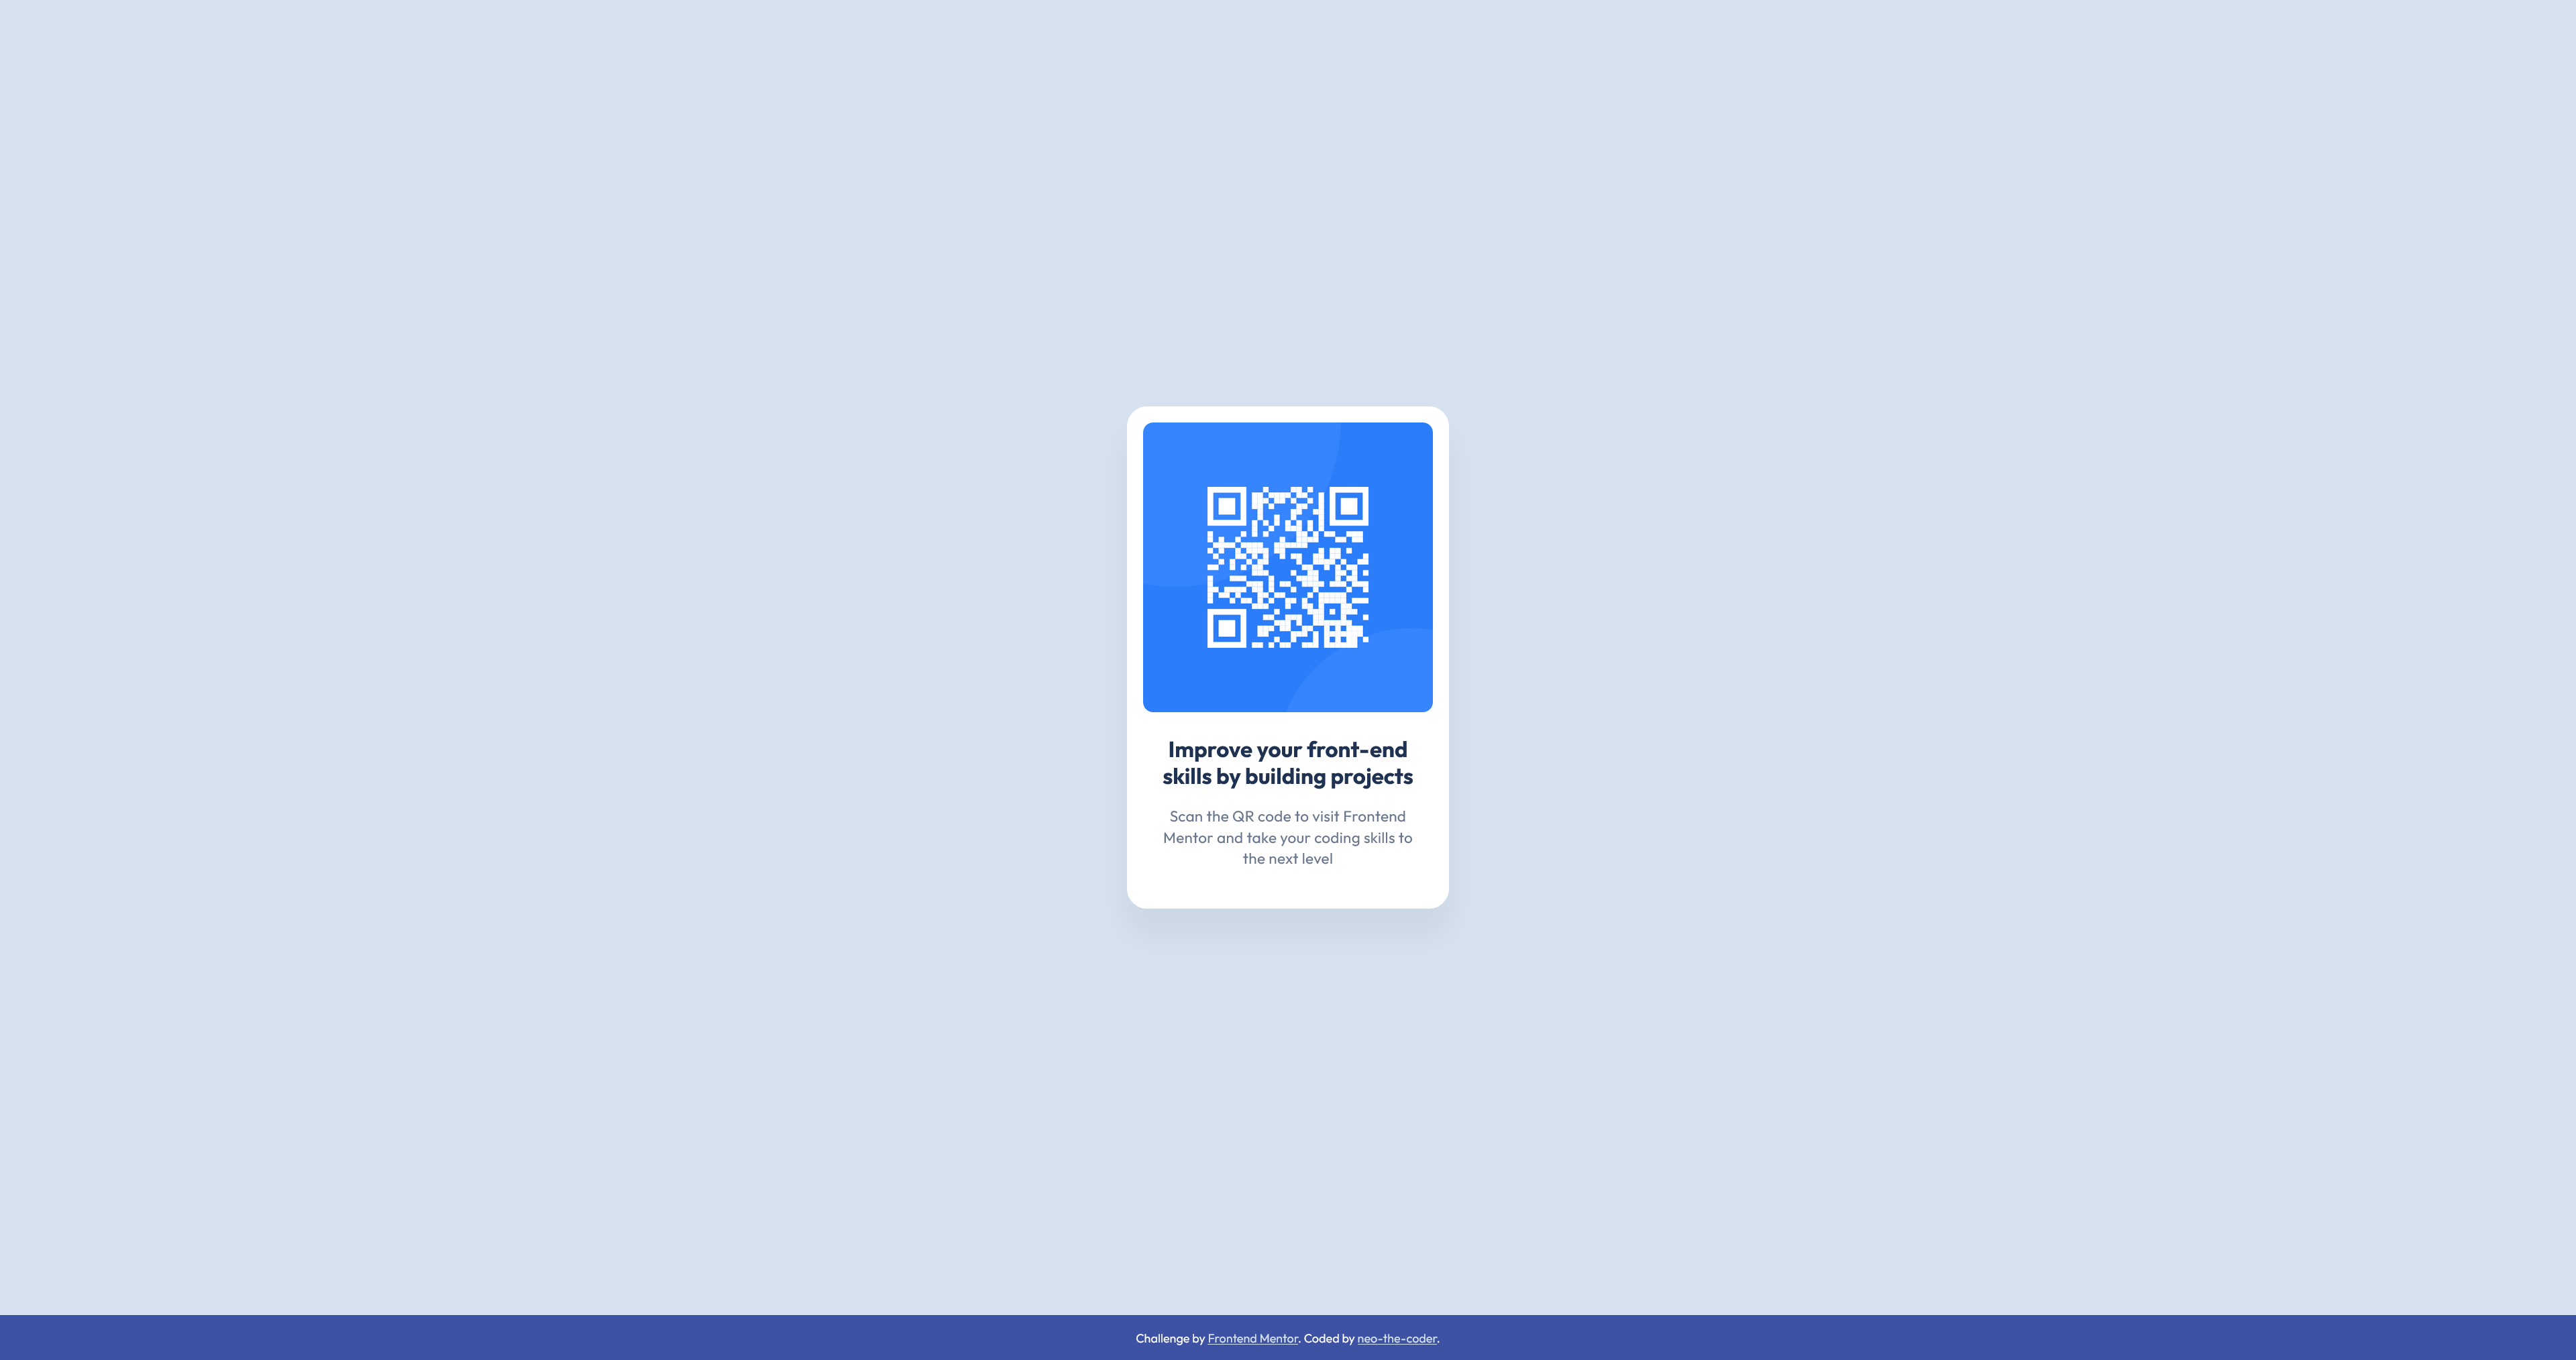 Improve your front-end
skills by building projects
Scan the QR code to visit Frontend
Mentor and take your coding skills to
the next level
Challenge by Frontend Mentor. Coded by neo-the-coder.